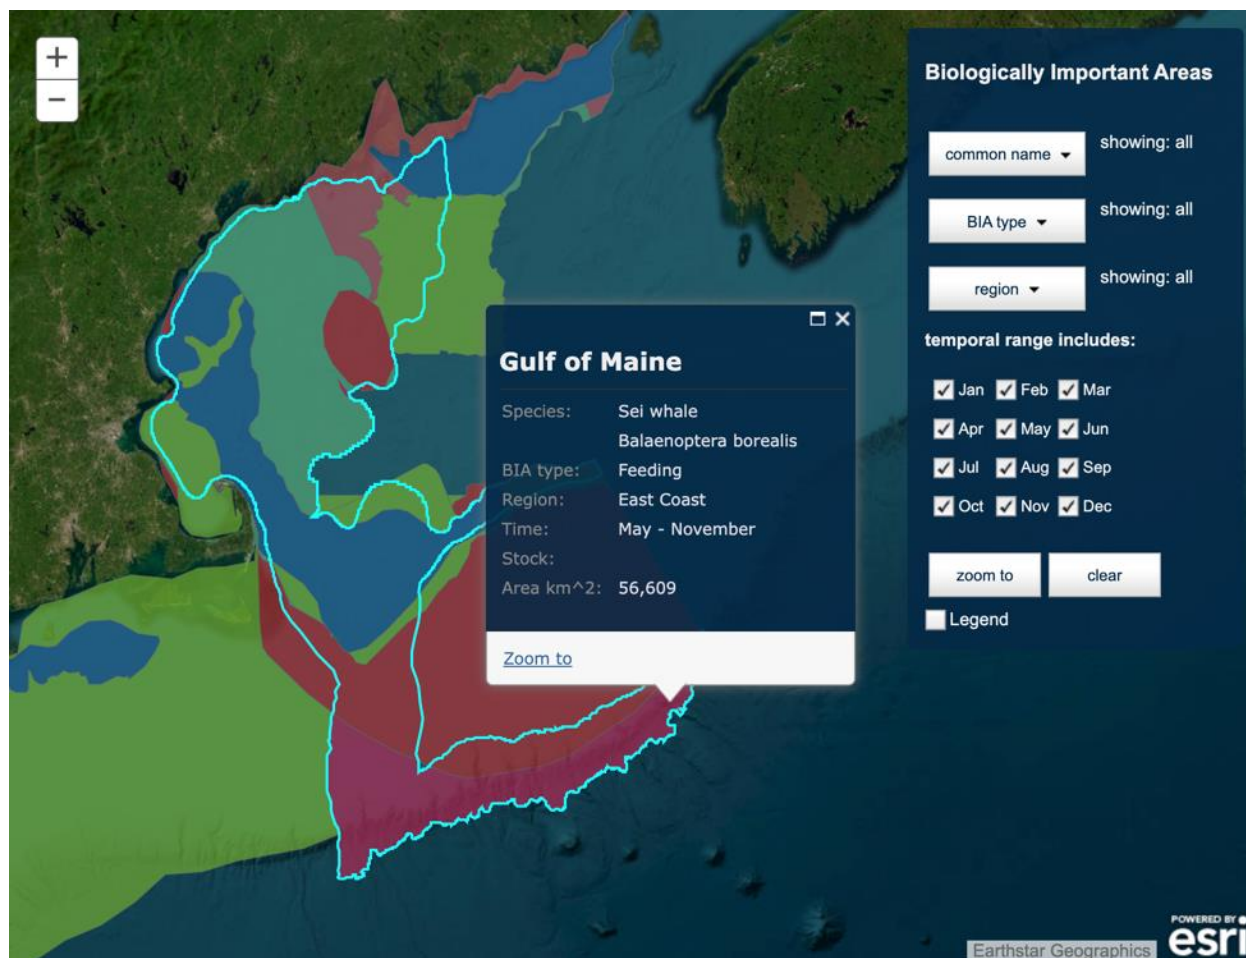 +
−
Biologically Important Areas
common name showing: all
BIA type showing: all
region showing: all
temporal range includes:
Jan Feb Mar
Apr May Jun
Jul Aug Sep
Oct Nov Dec
zoom to clear
Legend
Gulf of Maine
Species: Sei whale
Balaenoptera borealis
BIA type: Feeding
Region: East Coast
Time: May - November
Stock:
Area km^2: 56,609
Zoom to
POWERED BY
esri
Earthstar Geographics